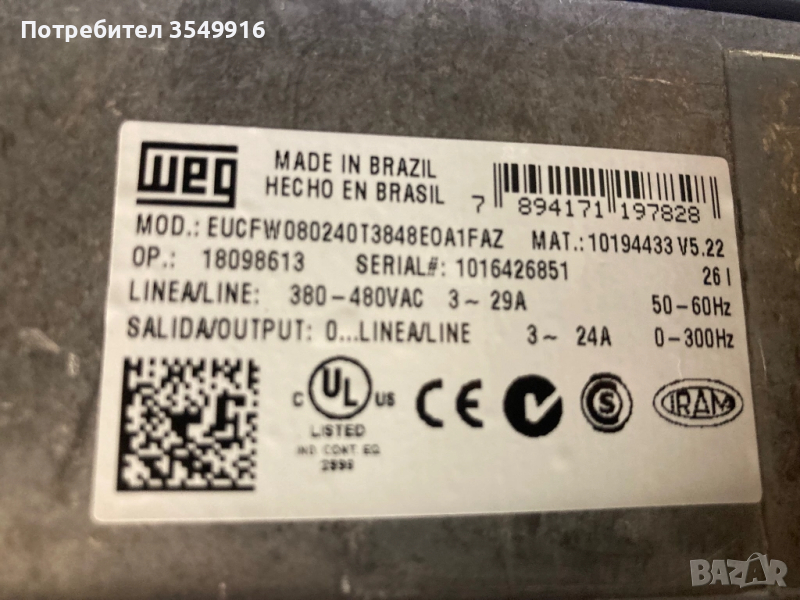 Потребител 3549916
weg
MADE IN BRAZIL
HECHO EN BRASIL
7 894171 197828
MOD.: EUCFW080240T3848EOA1FAZ MAT.:10194433 V5.22
OP.: 18098613 SERIAL#: 1016426851 26 I
LINEA/LINE: 380-480VAC 3~ 29A 50-60Hz
SALIDA/OUTPUT: 0...LINEA/LINE 3~ 24A 0-300Hz
C UL US
LISTED
IND. CONT. EQ.
CE
S
IRAM
BAZAR